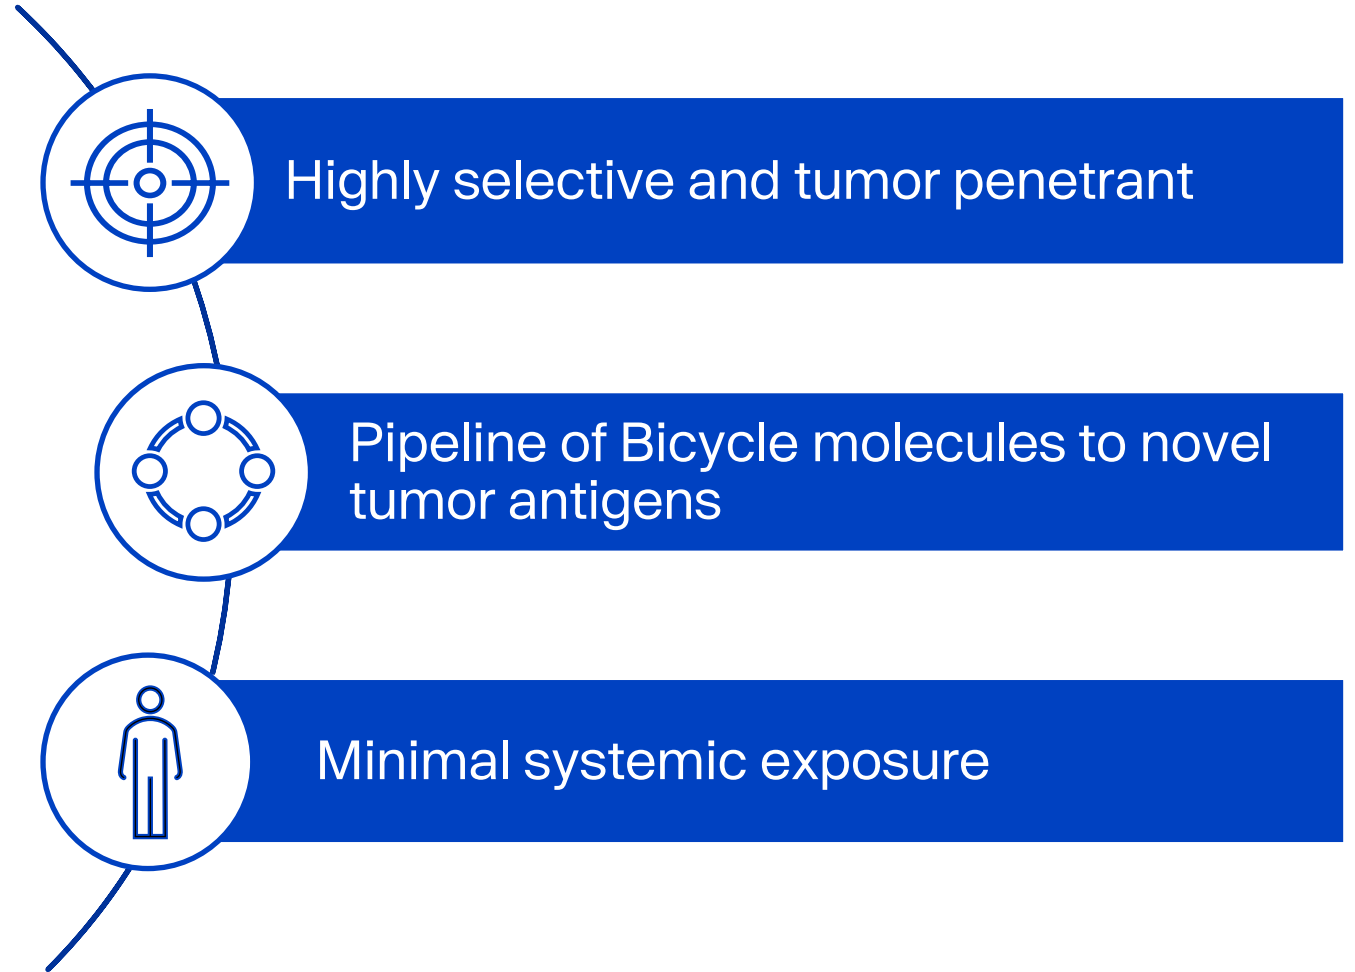 Highly selective and tumor penetrant
Pipeline of Bicycle molecules to novel
tumor antigens
Minimal systemic exposure